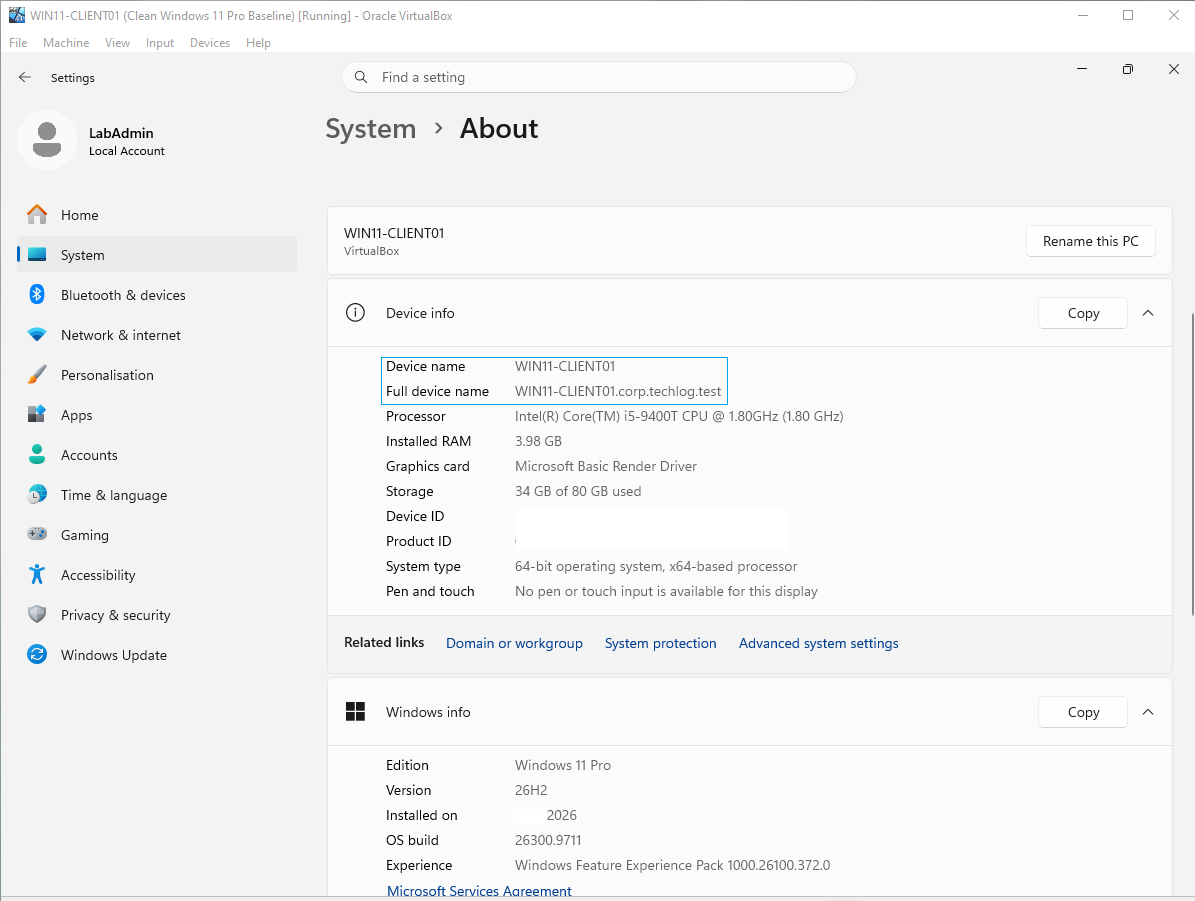 WIN11-CLIENT01 (Clean Windows 11 Pro Baseline) [Running] - Oracle VirtualBox
File Machine View Input Devices Help
Settings
Find a setting
LabAdmin
Local Account
Home
System
Bluetooth & devices
Network & internet
Personalisation
Apps
Accounts
Time & language
Gaming
Accessibility
Privacy & security
Windows Update
System > About
WIN11-CLIENT01
VirtualBox
Rename this PC
Device info
Copy
Device name WIN11-CLIENT01
Full device name WIN11-CLIENT01.corp.techlog.test
Processor Intel(R) Core(TM) i5-9400T CPU @ 1.80GHz (1.80 GHz)
Installed RAM 3.98 GB
Graphics card Microsoft Basic Render Driver
Storage 34 GB of 80 GB used
Device ID
Product ID
System type 64-bit operating system, x64-based processor
Pen and touch No pen or touch input is available for this display
Related links Domain or workgroup System protection Advanced system settings
Windows info
Copy
Edition Windows 11 Pro
Version 26H2
Installed on 2026
OS build 26300.9711
Experience Windows Feature Experience Pack 1000.26100.372.0
Microsoft Services Agreement